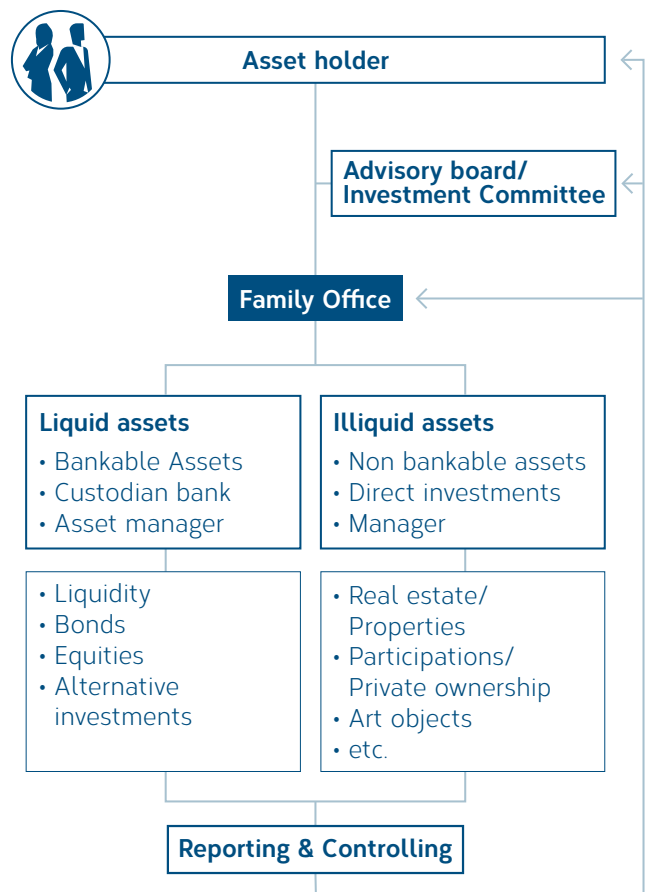 Asset holder
Advisory board/
Investment Committee
Family Office
Liquid assets
• Bankable Assets
• Custodian bank
• Asset manager
Illiquid assets
• Non bankable assets
• Direct investments
• Manager
• Liquidity
• Bonds
• Equities
• Alternative
investments
• Real estate/
Properties
• Participations/
Private ownership
• Art objects
• etc.
Reporting & Controlling